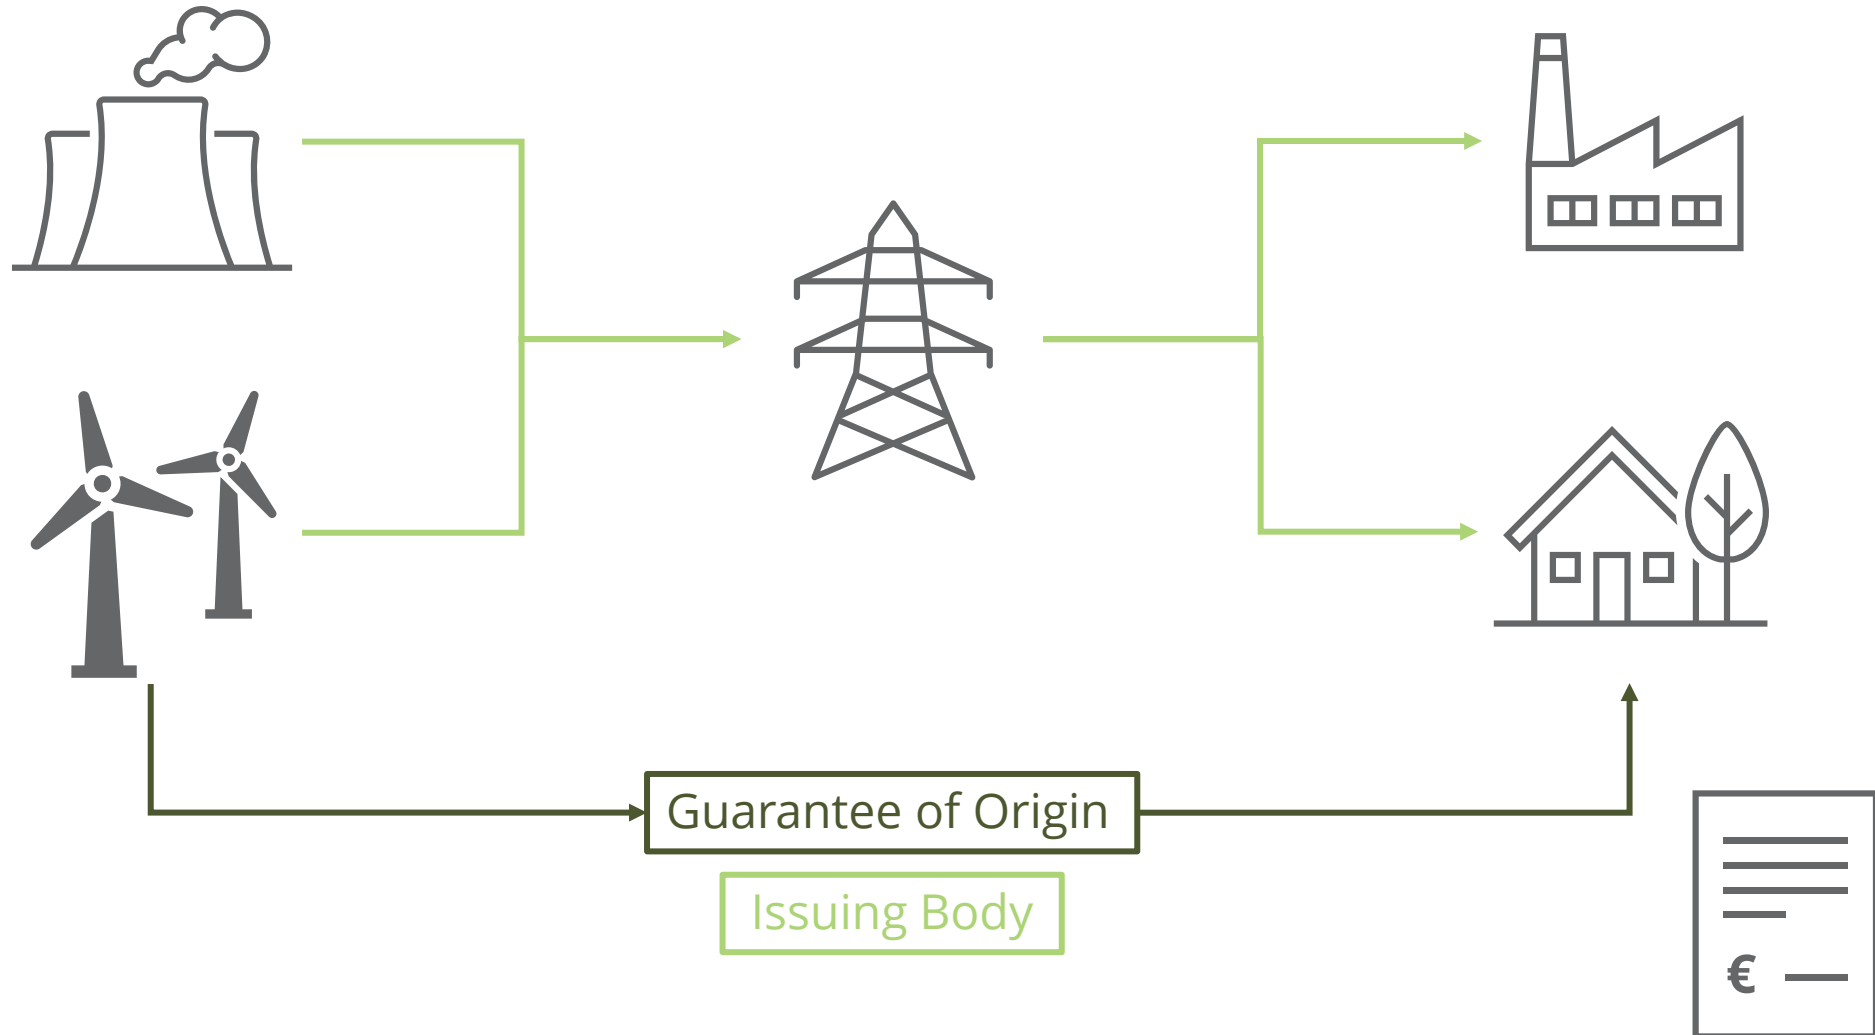 Guarantee of Origin
Issuing Body
€